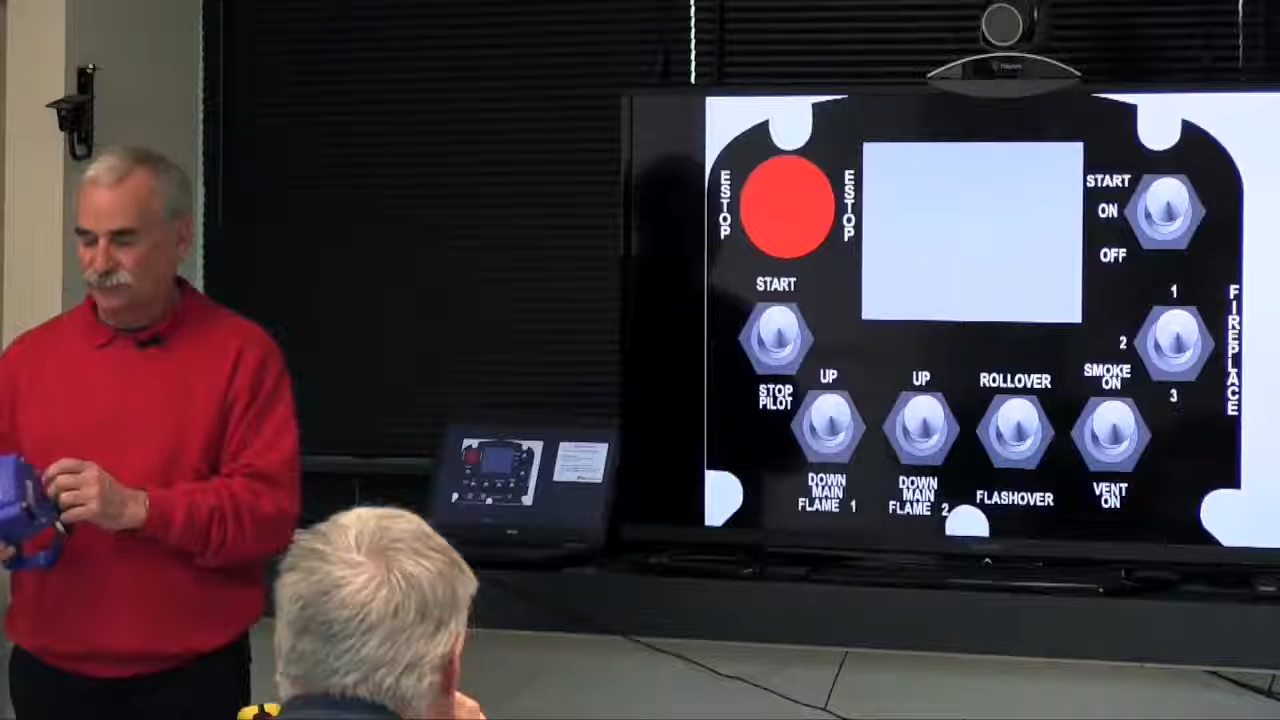 ESTOP
ESTOP
START
ON
OFF
START
STOP
PILOT
1
2
3
FIREPLACE
UP
DOWN
MAIN
FLAME 1
UP
DOWN
MAIN
FLAME 2
ROLLOVER
FLASHOVER
SMOKE
ON
VENT
ON